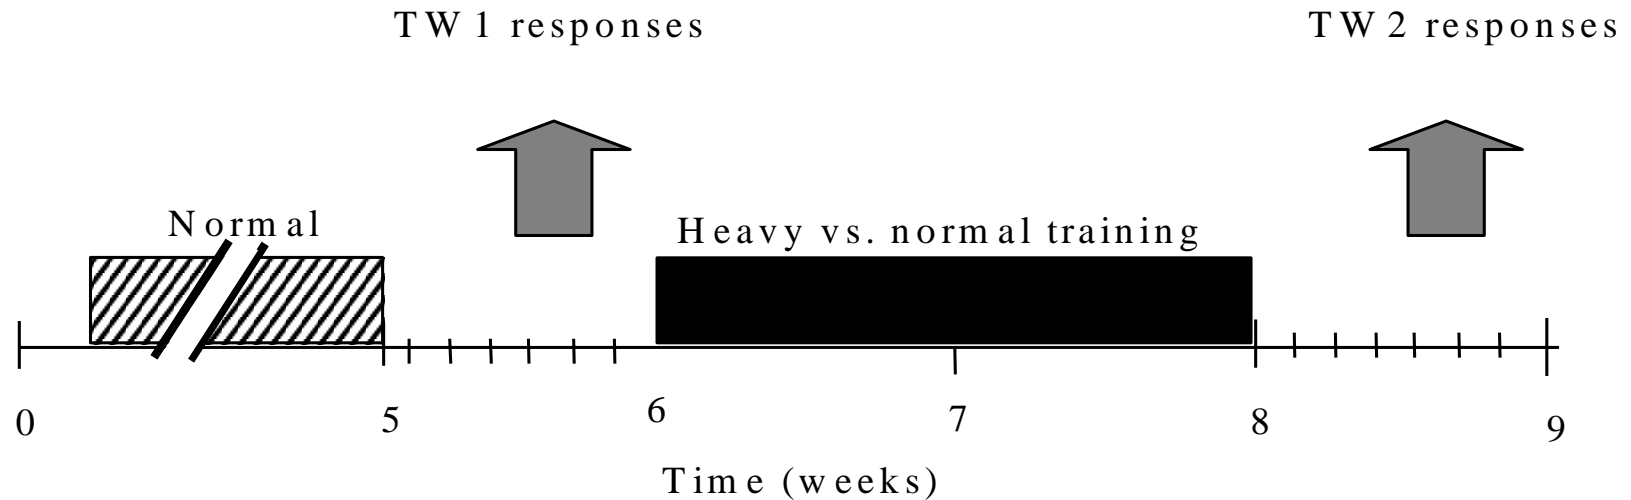 TW 1 responses
TW 2 responses
Normal
Heavy vs. normal training
0
5
6
7
8
9
Time (weeks)